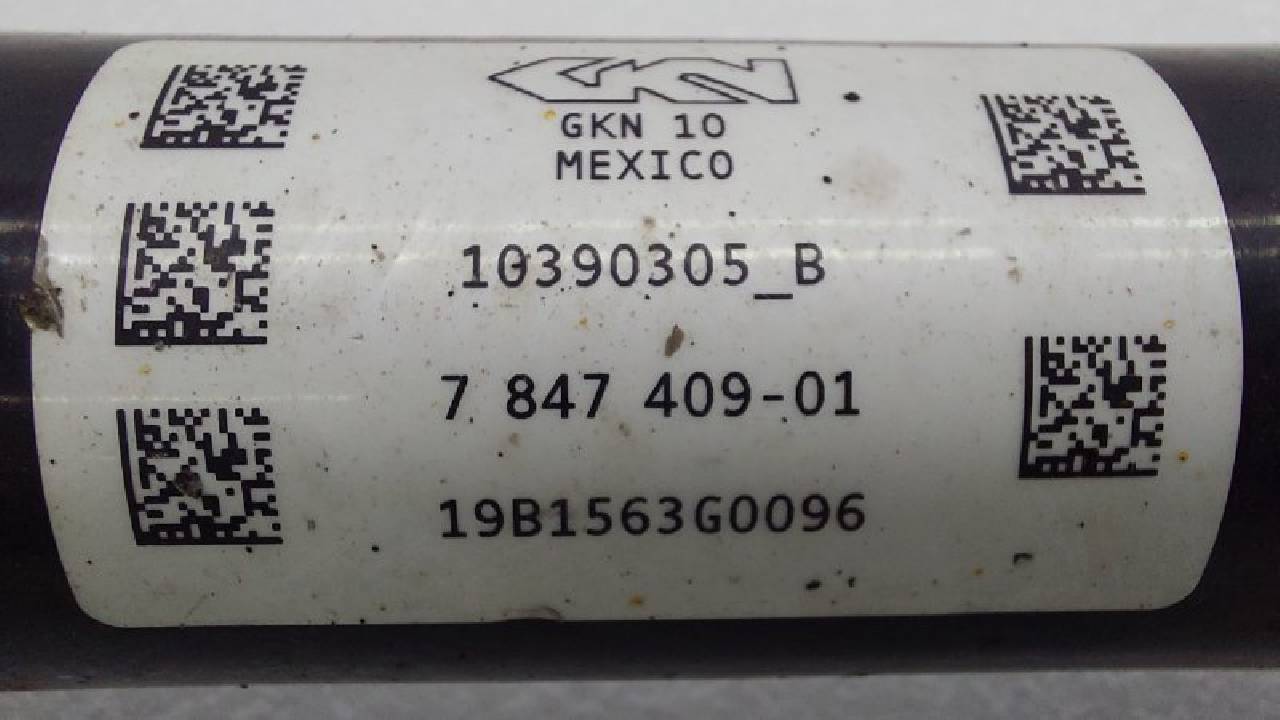 GKN
GKN 10
MEXICO
10390305_B
7 847 409-01
19B1563G0096